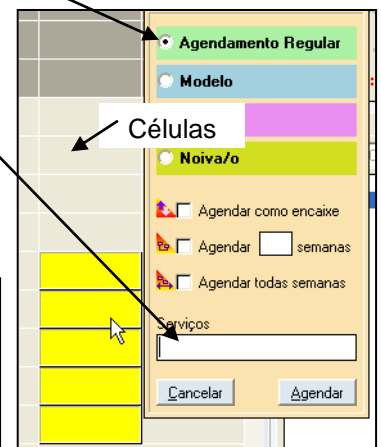 Agendamento Regular
Modelo
Células
Noiva/o
Agendar como encaixe
Agendar semanas
Agendar todas semanas
Serviços
Cancelar Agendar